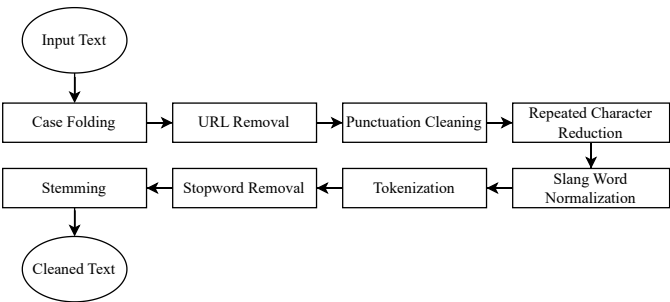 Input Text
Case Folding
URL Removal
Punctuation Cleaning
Repeated Character
Reduction
Slang Word
Normalization
Tokenization
Stopword Removal
Stemming
Cleaned Text